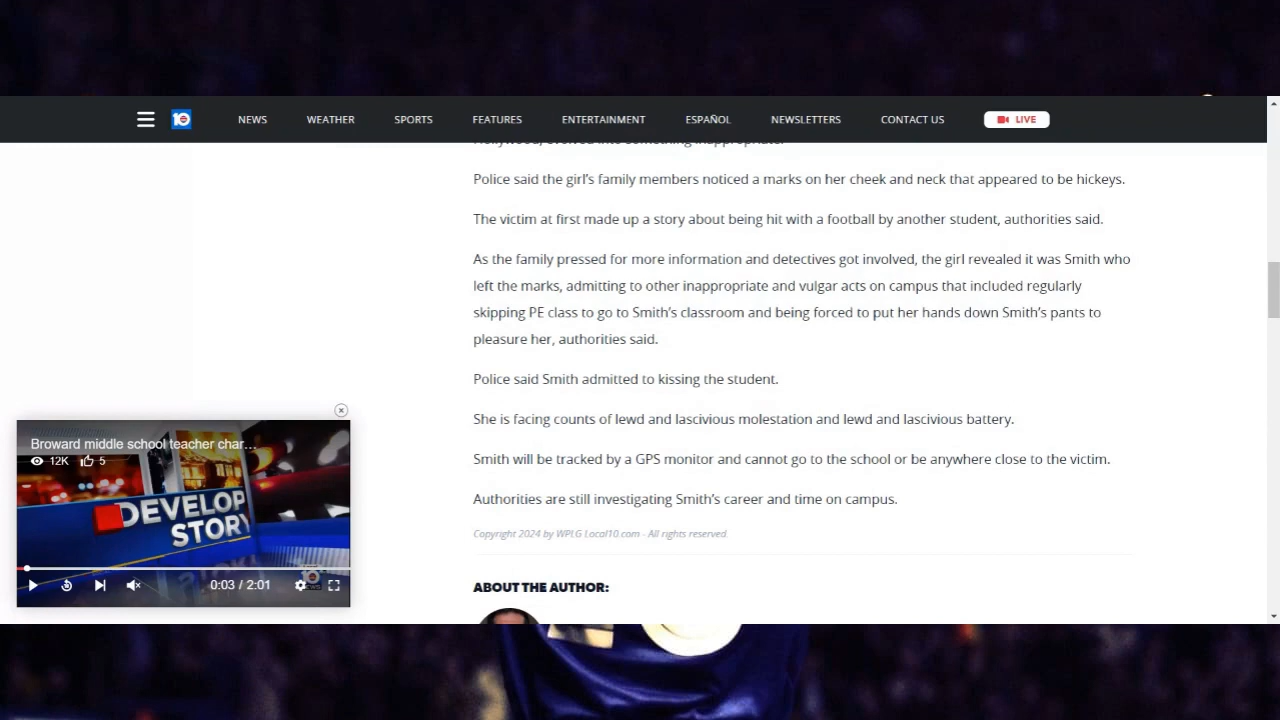 10
NEWS
WEATHER
SPORTS
FEATURES
ENTERTAINMENT
ESPAÑOL
NEWSLETTERS
CONTACT US
LIVE
Police said the girl's family members noticed a marks on her cheek and neck that appeared to be hickeys.
The victim at first made up a story about being hit with a football by another student, authorities said.
As the family pressed for more information and detectives got involved, the girl revealed it was Smith who
left the marks, admitting to other inappropriate and vulgar acts on campus that included regularly
skipping PE class to go to Smith's classroom and being forced to put her hands down Smith's pants to
pleasure her, authorities said.
Police said Smith admitted to kissing the student.
She is facing counts of lewd and lascivious molestation and lewd and lascivious battery.
Smith will be tracked by a GPS monitor and cannot go to the school or be anywhere close to the victim.
Authorities are still investigating Smith's career and time on campus.
Copyright 2024 by WPLG Local10.com - All rights reserved.
ABOUT THE AUTHOR:
Broward middle school teacher char...
12K 5
DEVELOP
STORY
0:03 / 2:01